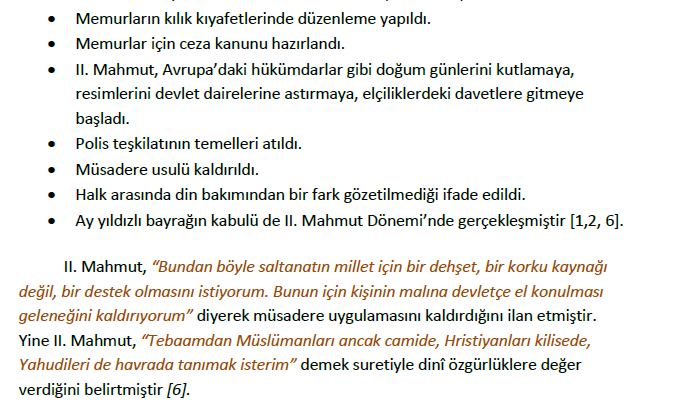 • Memurların kılık kıyafetlerinde düzenleme yapıldı.
• Memurlar için ceza kanunu hazırlandı.
• II. Mahmut, Avrupa’daki hükümdarlar gibi doğum günlerini kutlamaya,
resimlerini devlet dairelerine astırmaya, elçiliklerdeki davetlere gitmeye
başladı.
• Polis teşkilatının temelleri atıldı.
• Müsadere usulü kaldırıldı.
• Halk arasında din bakımından bir fark gözetilmediği ifade edildi.
• Ay yıldızlı bayrağın kabulü de II. Mahmut Dönemi’nde gerçekleşmiştir [1,2, 6].
II. Mahmut, “Bundan böyle saltanatın millet için bir dehşet, bir korku kaynağı
değil, bir destek olmasını istiyorum. Bunun için kişinin malına devletçe el konulması
geleneğini kaldırıyorum” diyerek müsadere uygulamasını kaldırdığını ilan etmiştir.
Yine II. Mahmut, “Tebaamdan Müslümanları ancak camide, Hristiyanları kilisede,
Yahudileri de havrada tanımak isterim” demek suretiyle dinî özgürlüklere değer
verdiğini belirtmiştir [6].